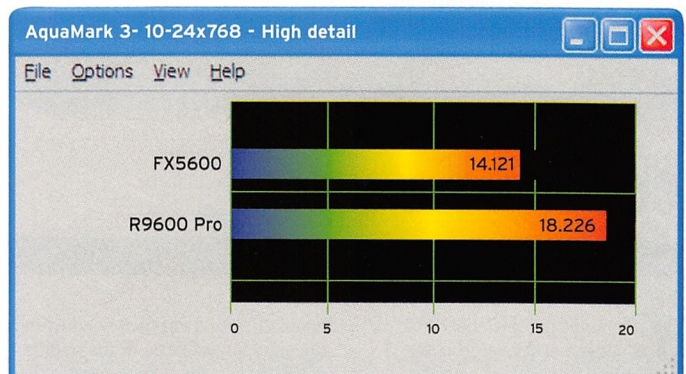 AquaMark 3- 10-24x768 - High detail
File Options View Help
FX5600 14.121
R9600 Pro 18.226
0 5 10 15 20